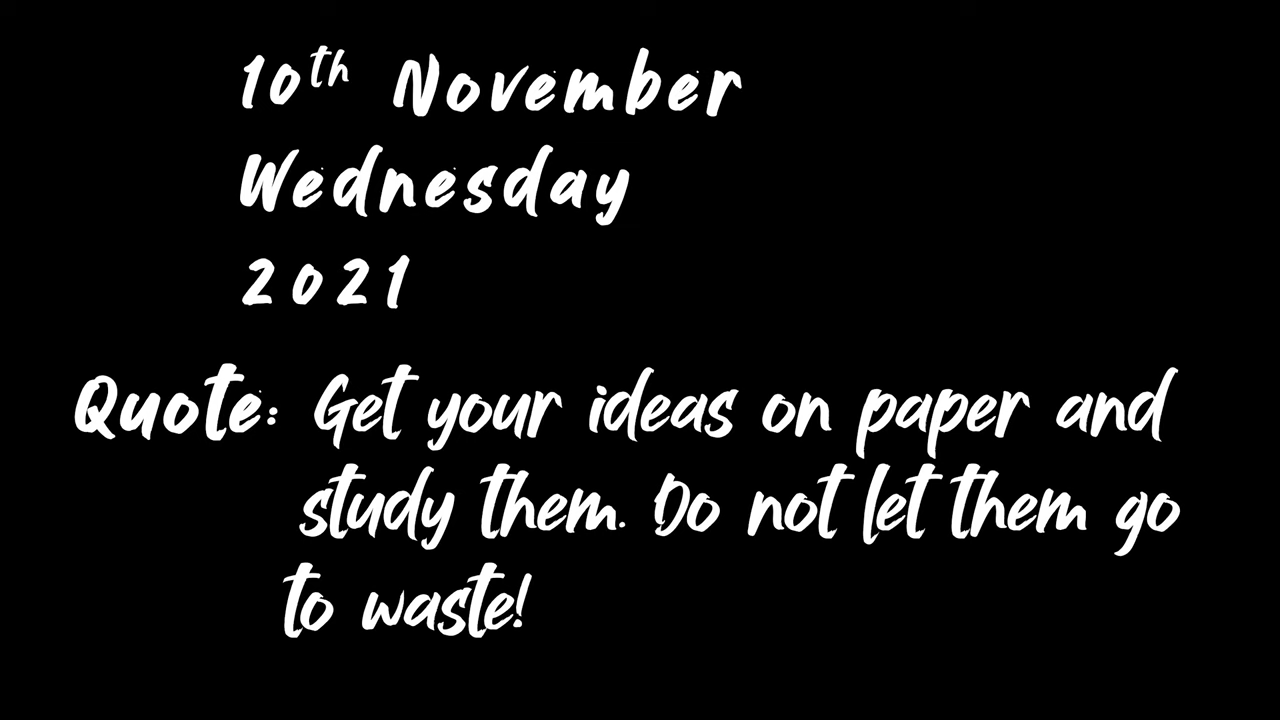 10th November
Wednesday
2021
Quote: Get your ideas on paper and
study them. Do not let them go
to waste!